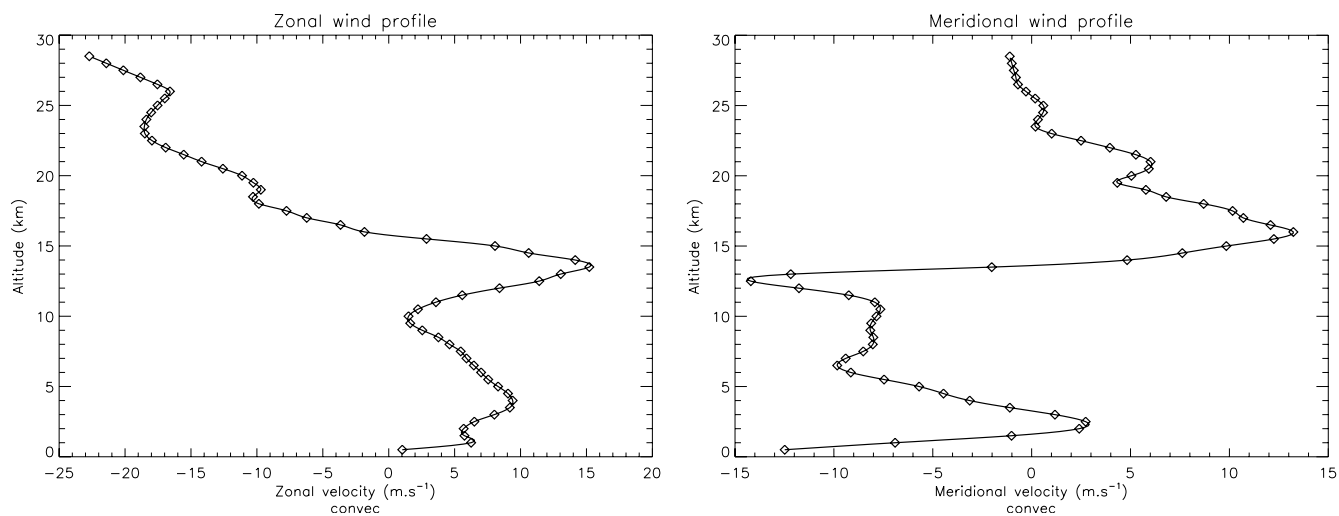 Zonal wind profile
30
25
20
15
10
5
0
Altitude (km)
-25 -20 -15 -10 -5 0 5 10 15 20
Zonal velocity (m.s⁻¹)
convec
Meridional wind profile
30
25
20
15
10
5
0
Altitude (km)
-15 -10 -5 0 5 10 15
Meridional velocity (m.s⁻¹)
convec